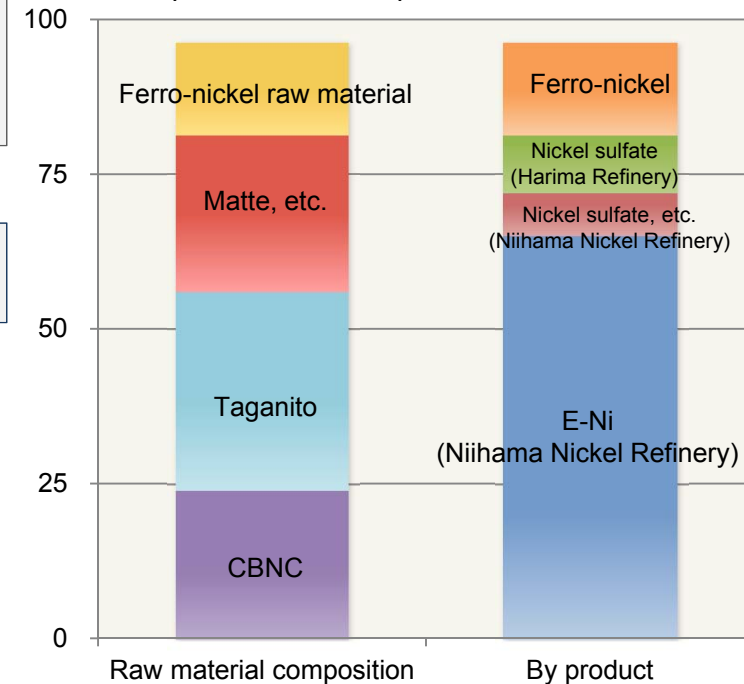 100
75
50
25
0
Ferro-nickel raw material
Matte, etc.
Taganito
CBNC
Ferro-nickel
Nickel sulfate
(Harima Refinery)
Nickel sulfate, etc.
(Niihama Nickel Refinery)
E-Ni
(Niihama Nickel Refinery)
Raw material composition
By product